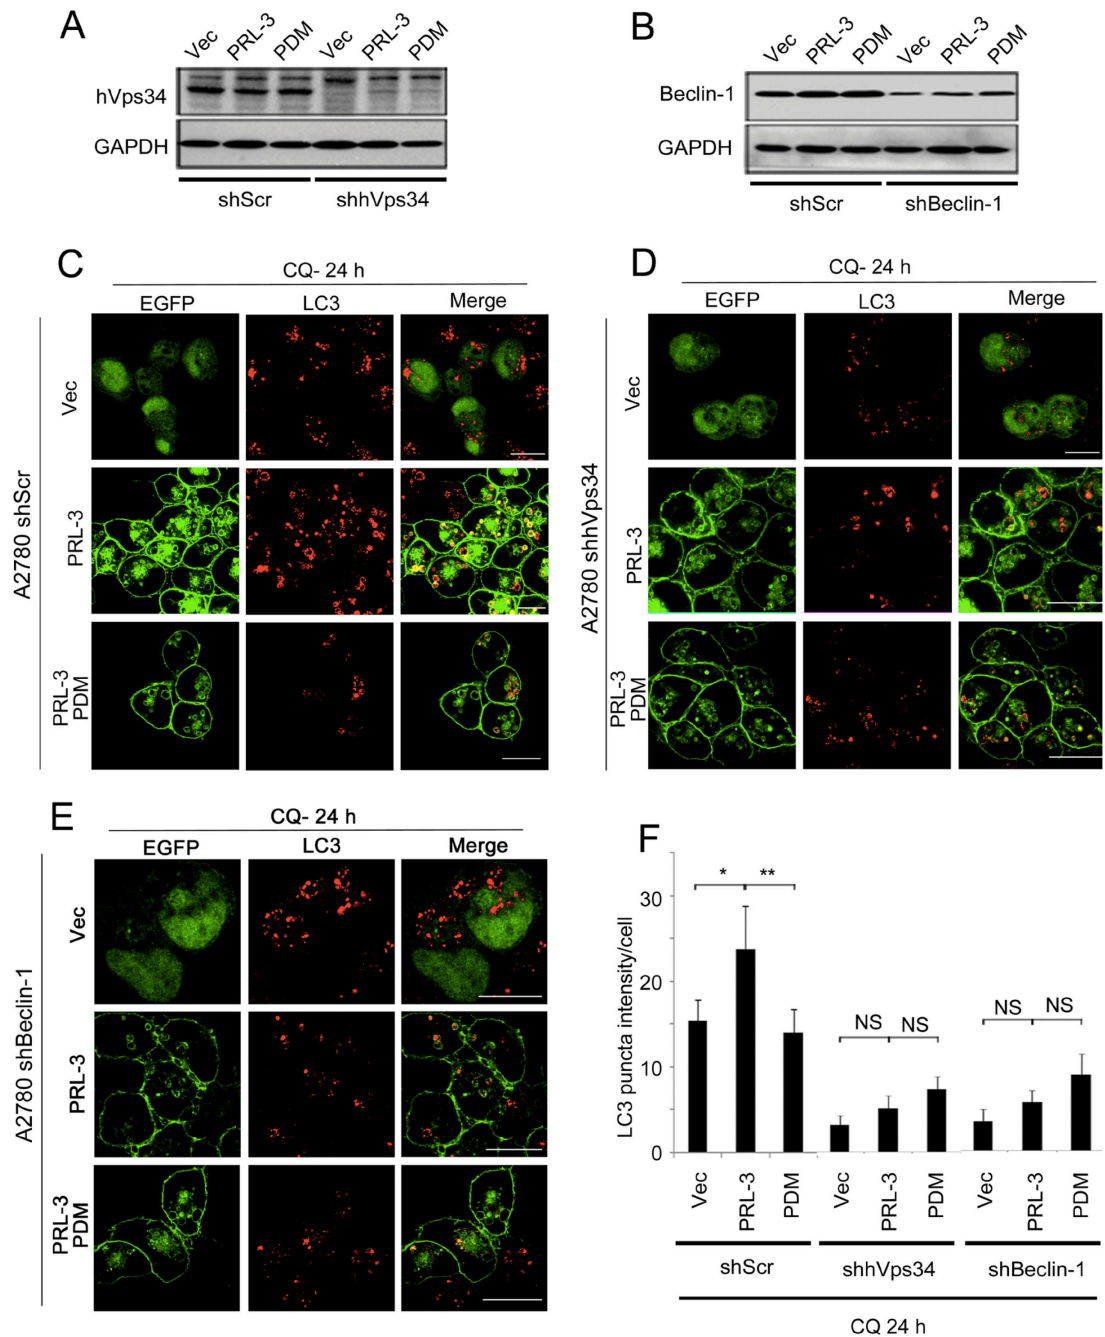 A
Vec PRL-3 PDM Vec PRL-3 PDM
hVps34
GAPDH
shScr shhVps34
B
Vec PRL-3 PDM Vec PRL-3 PDM
Beclin-1
GAPDH
shScr shBeclin-1
C
CQ- 24 h
EGFP LC3 Merge
A2780 shScr
Vec
PRL-3
PRL-3
PDM
D
CQ- 24 h
EGFP LC3 Merge
A2780 shhVps34
Vec
PRL-3
PRL-3
PDM
E
CQ- 24 h
EGFP LC3 Merge
A2780 shBeclin-1
Vec
PRL-3
PRL-3
PDM
F
LC3 puncta intensity/cell
30
20
10
0
* **
NS NS
NS NS
Vec PRL-3 PDM Vec PRL-3 PDM Vec PRL-3 PDM
shScr shhVps34 shBeclin-1
CQ 24 h